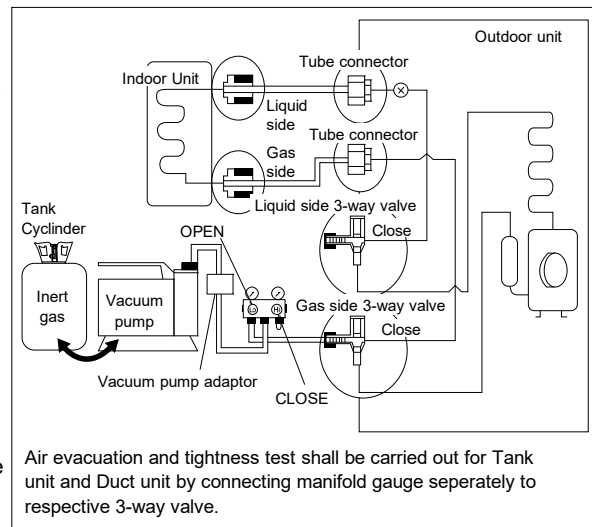 Outdoor unit
Tube connector
Indoor Unit
Liquid
side
Tube connector
Gas
side
Liquid side 3-way valve
Close
Tank
Cylinder
OPEN
Inert
gas
Vacuum
pump
Lo
Hi
Gas side 3-way valve
Close
Vacuum pump adaptor
CLOSE
e
Air evacuation and tightness test shall be carried out for Tank
unit and Duct unit by connecting manifold gauge seperately to
respective 3-way valve.